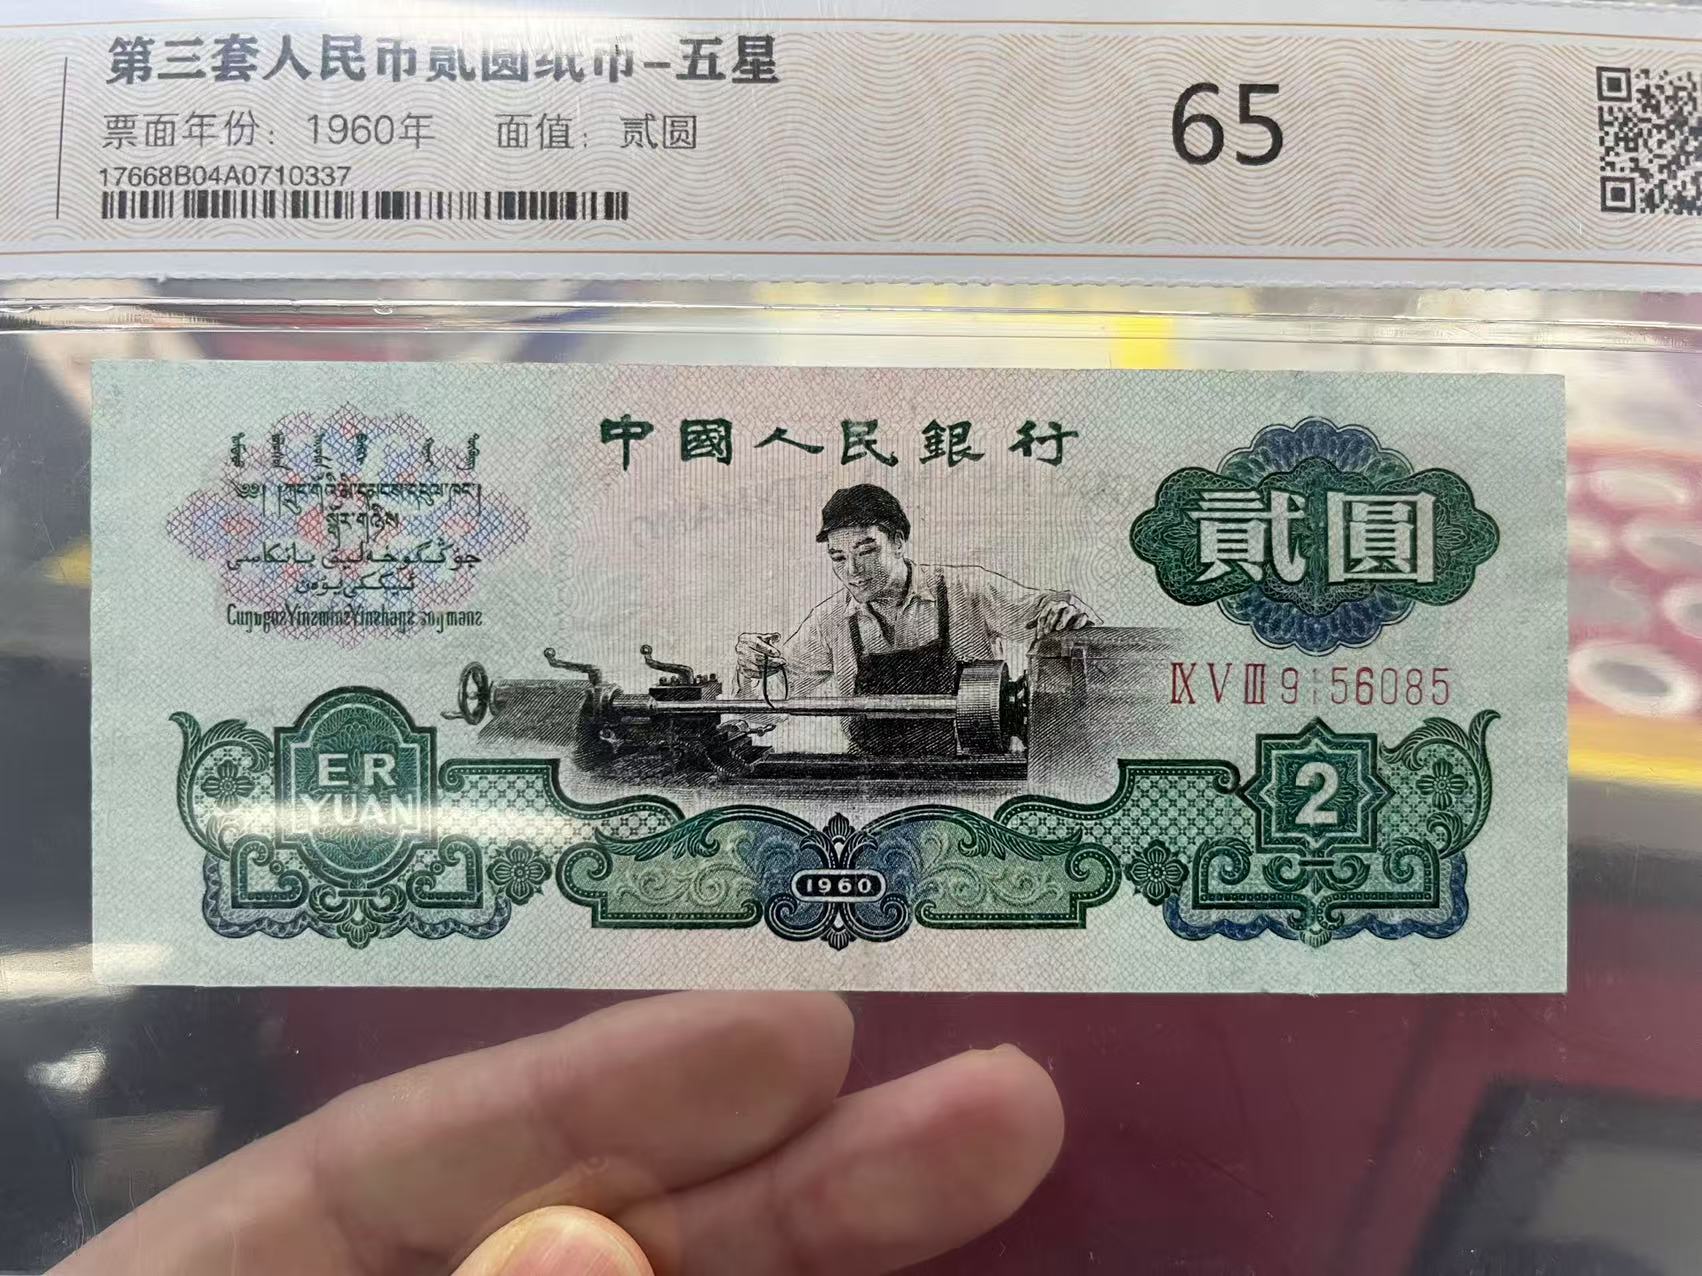 第三套人民币贰圆纸币-五星
票面年份：1960年 面值：贰圆
65
17668B04A0710337
中國人民銀行
貳圓
ⅨⅤⅢ 9556085
ER
YUAN
2
1960